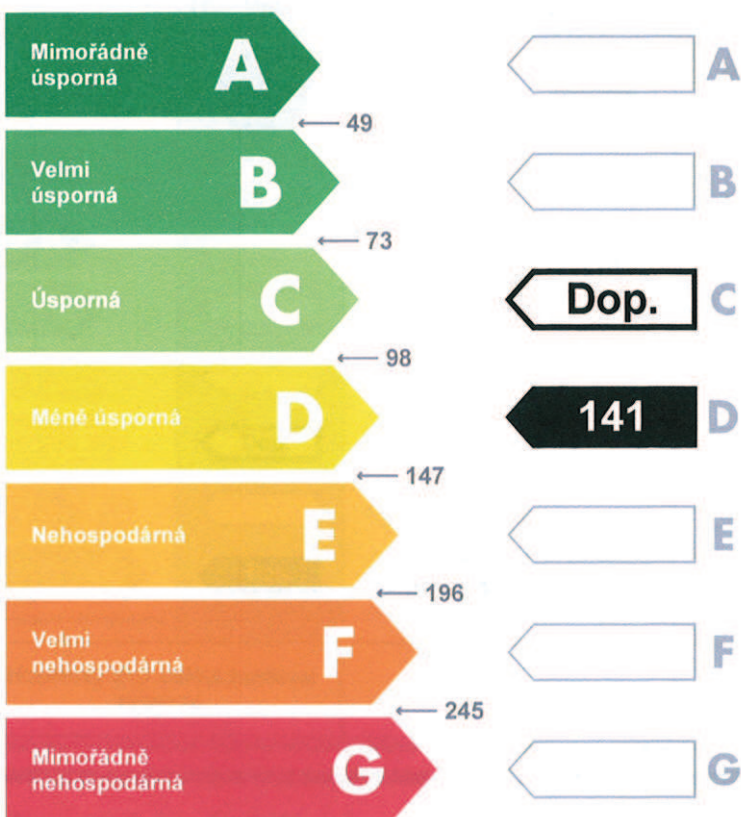 Mimořádně
úsporná
A
A
49
Velmi
úsporná
B
B
73
Úsporná
C
Dop.
C
98
Méně úsporná
D
141
D
147
Nehospodárná
E
E
196
Velmi
nehospodárná
F
F
245
Mimořádně
nehospodárná
G
G